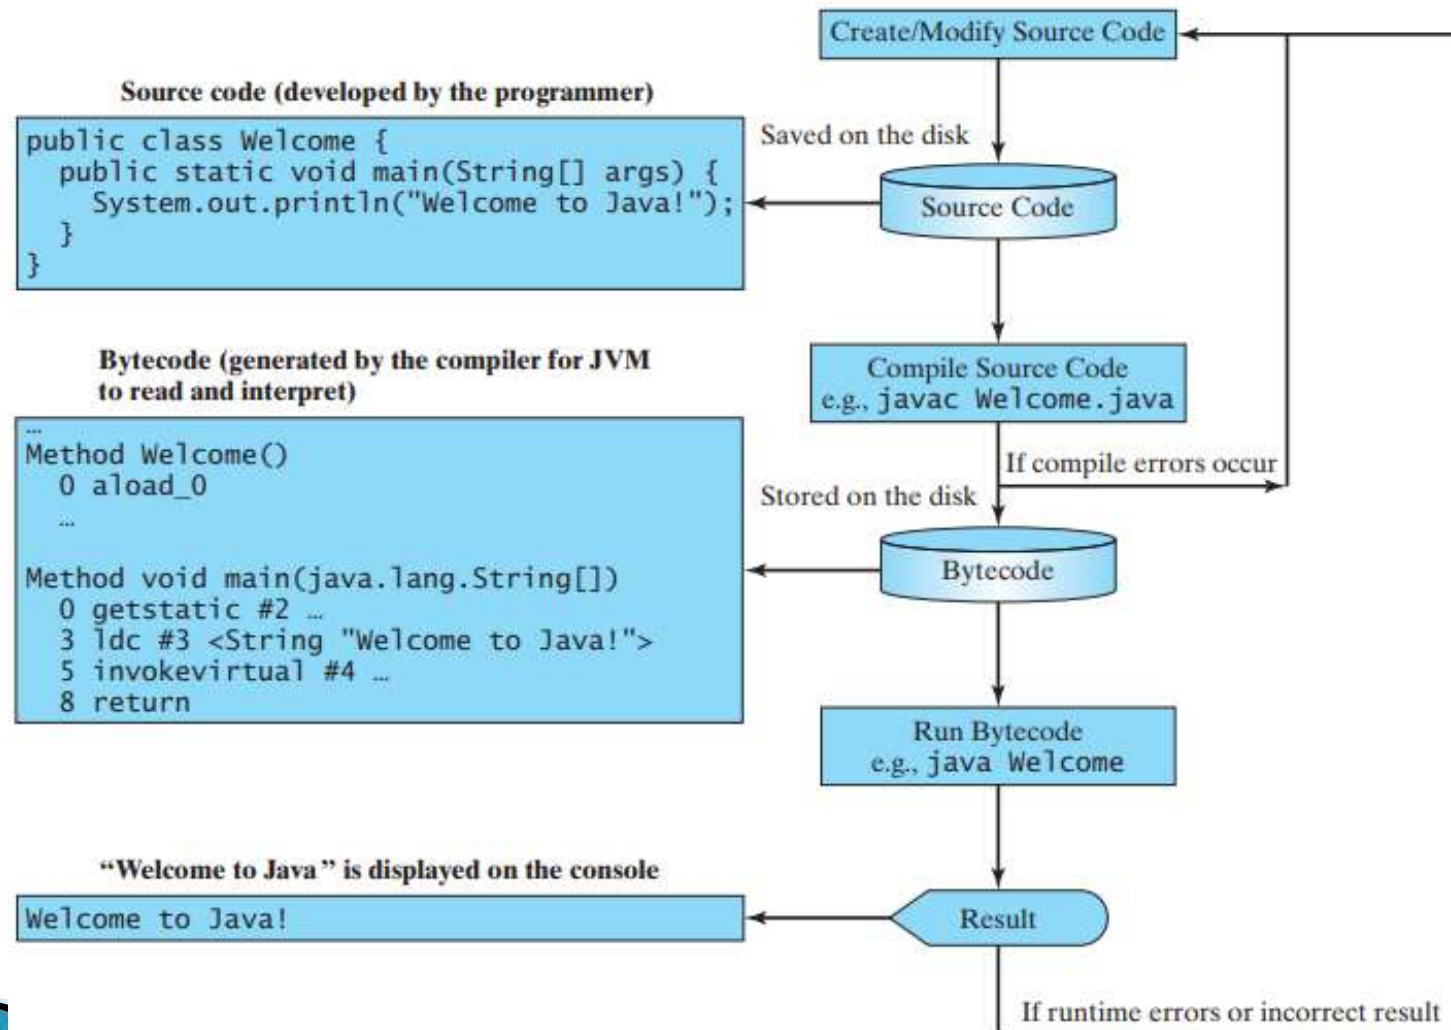 Create/Modify Source Code
Source code (developed by the programmer)
public class Welcome {
  public static void main(String[] args) {
    System.out.println("Welcome to Java!");
  }
}
Saved on the disk
Source Code
Compile Source Code
e.g., javac Welcome.java
If compile errors occur
Bytecode (generated by the compiler for JVM
to read and interpret)
…
Method Welcome()
  0 aload_0
  …
Method void main(java.lang.String[])
  0 getstatic #2 …
  3 ldc #3 <String "Welcome to Java!">
  5 invokevirtual #4 …
  8 return
Stored on the disk
Bytecode
Run Bytecode
e.g., java Welcome
“Welcome to Java” is displayed on the console
Welcome to Java!
Result
If runtime errors or incorrect result